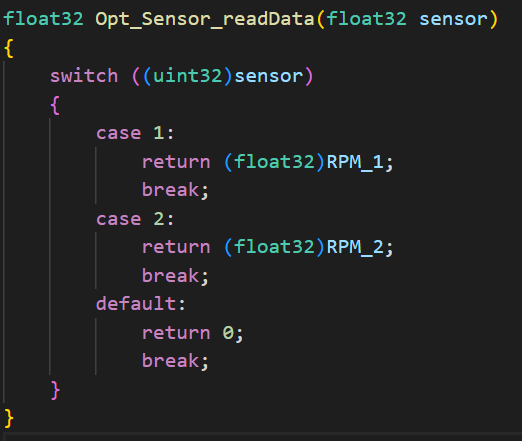 float32 Opt_Sensor_readData(float32 sensor)
{
    switch ((uint32)sensor)
    {
        case 1:
            return (float32)RPM_1;
            break;
        case 2:
            return (float32)RPM_2;
            break;
        default:
            return 0;
            break;
    }
}